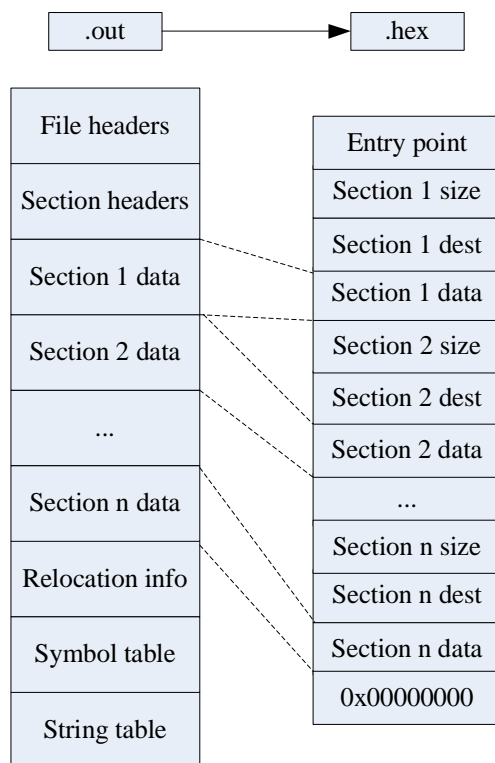 .out
.hex
File headers
Section headers
Section 1 data
Section 2 data
...
Section n data
Relocation info
Symbol table
String table
Entry point
Section 1 size
Section 1 dest
Section 1 data
Section 2 size
Section 2 dest
Section 2 data
...
Section n size
Section n dest
Section n data
0x00000000